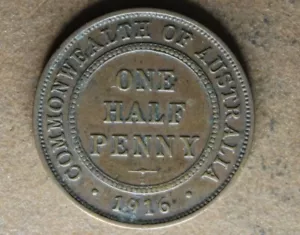 COMMONWEALTH OF AUSTRALIA
ONE
HALF
PENNY
1916